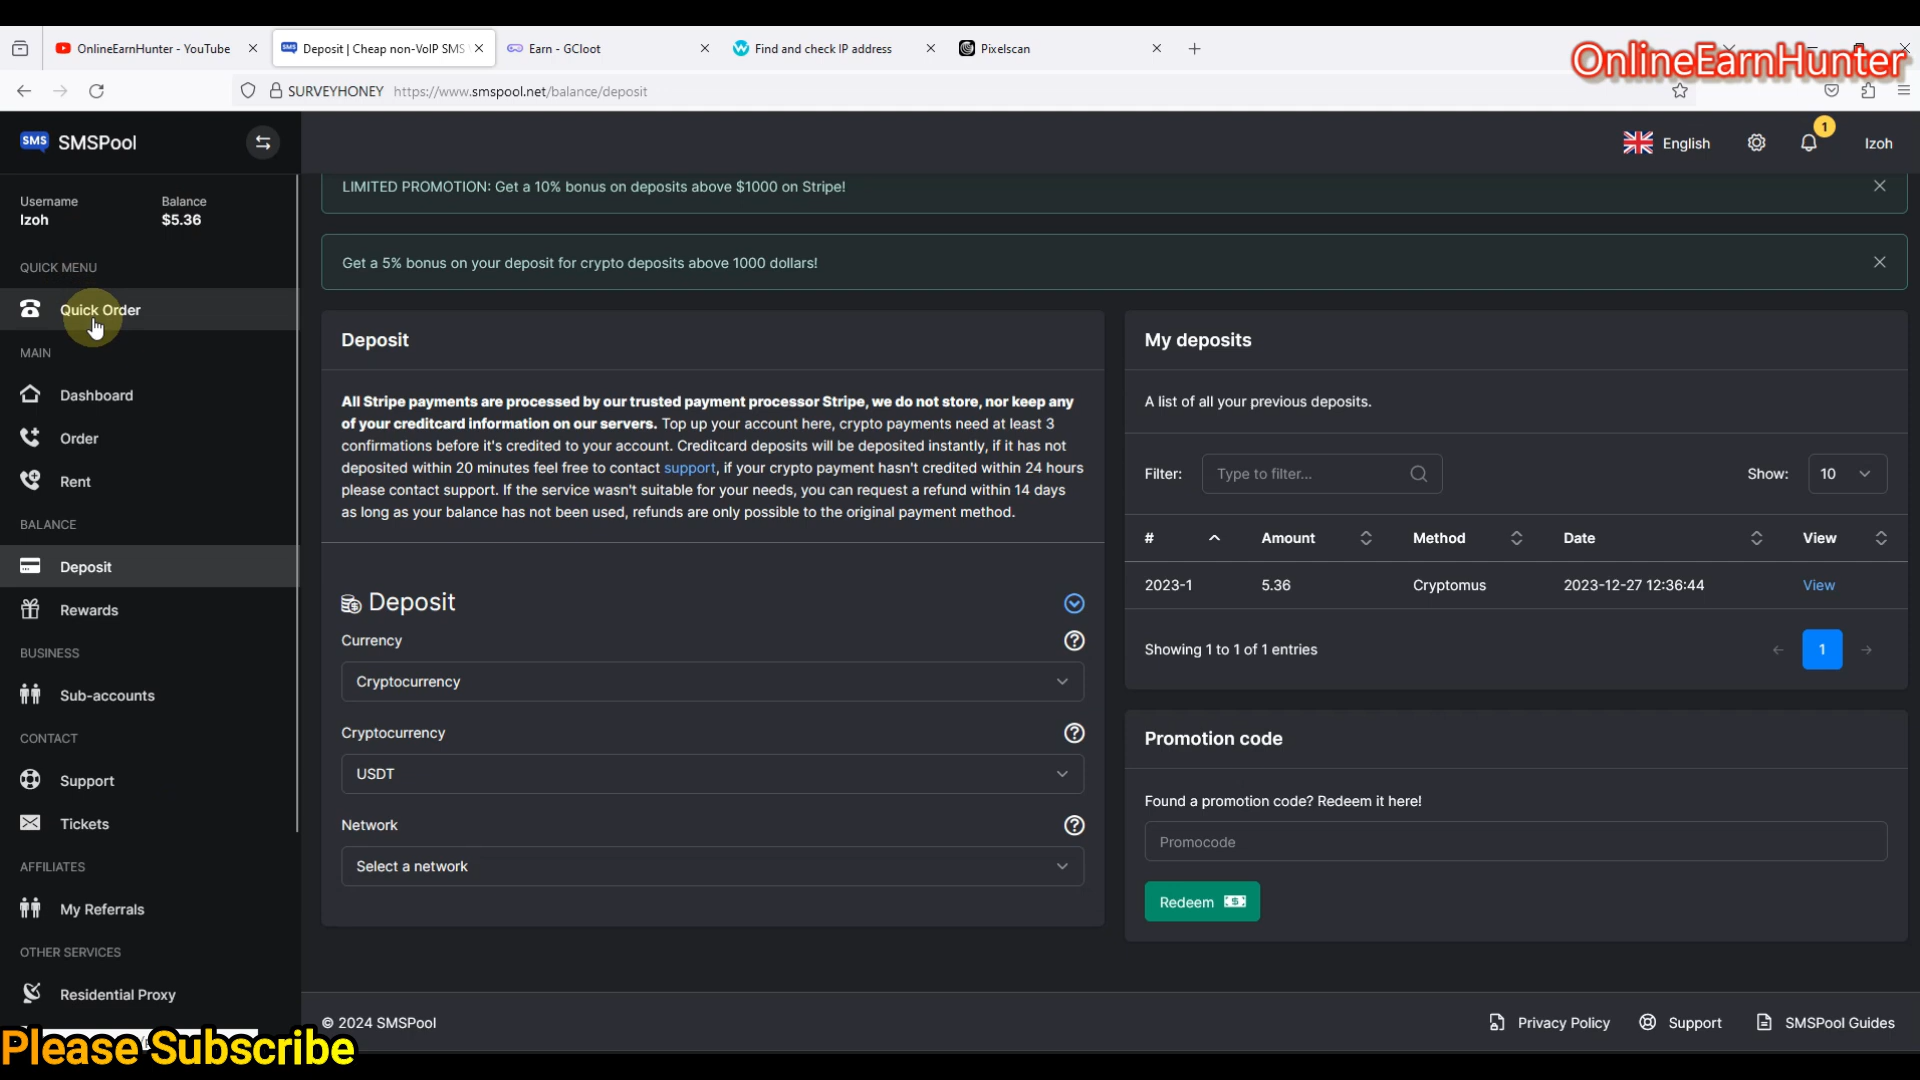 OnlineEarnHunter - YouTube
Deposit | Cheap non-VoIP SMS
Earn - GCloot
Find and check IP address
Pixelscan
OnlineEarnHunter
SURVEYHONEY https://www.smspool.net/balance/deposit
SMS SMSPool
English
1
Izoh
Username
Izoh
Balance
$5.36
QUICK MENU
Quick Order
MAIN
Dashboard
Order
Rent
BALANCE
Deposit
Rewards
BUSINESS
Sub-accounts
CONTACT
Support
Tickets
AFFILIATES
My Referrals
OTHER SERVICES
Residential Proxy
Please Subscribe
LIMITED PROMOTION: Get a 10% bonus on deposits above $1000 on Stripe!
Get a 5% bonus on your deposit for crypto deposits above 1000 dollars!
Deposit
All Stripe payments are processed by our trusted payment processor Stripe, we do not store, nor keep any
of your creditcard information on our servers. Top up your account here, crypto payments need at least 3
confirmations before it's credited to your account. Creditcard deposits will be deposited instantly, if it has not
deposited within 20 minutes feel free to contact support, if your crypto payment hasn't credited within 24 hours
please contact support. If the service wasn't suitable for your needs, you can request a refund within 14 days
as long as your balance has not been used, refunds are only possible to the original payment method.
Deposit
Currency
Cryptocurrency
Cryptocurrency
USDT
Network
Select a network
My deposits
A list of all your previous deposits.
Filter: Type to filter... Show: 10
# Amount Method Date View
2023-1 5.36 Cryptomus 2023-12-27 12:36:44 View
Showing 1 to 1 of 1 entries
1
Promotion code
Found a promotion code? Redeem it here!
Promocode
Redeem
© 2024 SMSPool
Privacy Policy Support SMSPool Guides